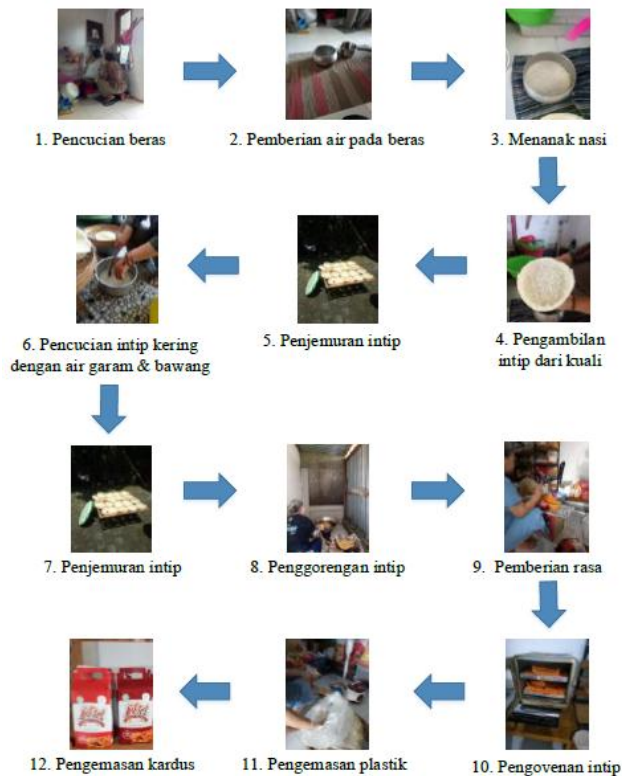 1. Pencucian beras
2. Pemberian air pada beras
3. Menanak nasi
4. Pengambilan
intip dari kuali
5. Penjemuran intip
6. Pencucian intip kering
dengan air garam & bawang
7. Penjemuran intip
8. Penggorengan intip
9. Pemberian rasa
10. Pengovenan intip
11. Pengemasan plastik
12. Pengemasan kardus